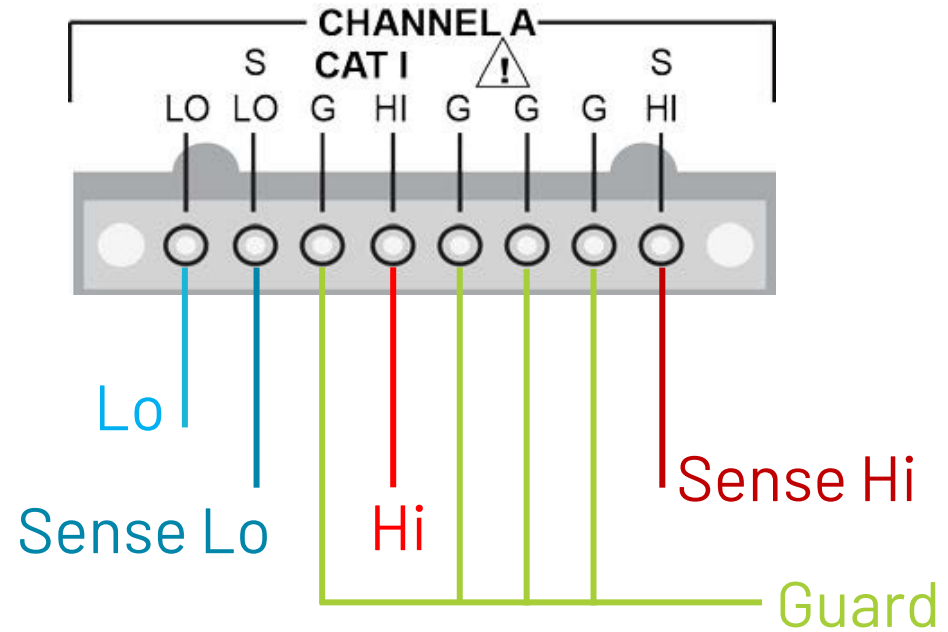 CHANNEL A
CAT I !
S S
LO LO G HI G G G HI
Lo
Sense Hi
Sense Lo
Hi
Guard